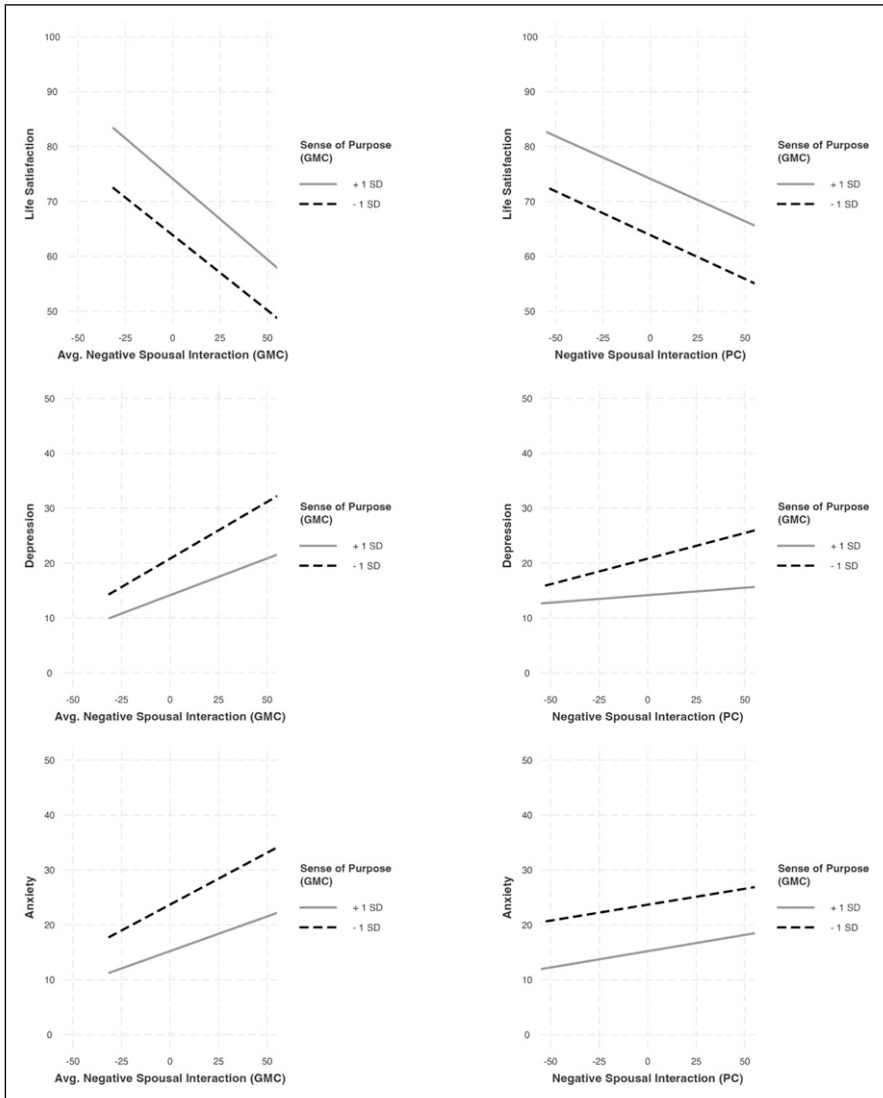 100
90
80
70
60
50
Life Satisfaction
-50 -25 0 25 50
Avg. Negative Spousal Interaction (GMC)
Sense of Purpose
(GMC)
+ 1 SD
- 1 SD
100
90
80
70
60
50
Life Satisfaction
-50 -25 0 25 50
Negative Spousal Interaction (PC)
Sense of Purpose
(GMC)
+ 1 SD
- 1 SD
50
40
30
20
10
0
Depression
-50 -25 0 25 50
Avg. Negative Spousal Interaction (GMC)
Sense of Purpose
(GMC)
+ 1 SD
- 1 SD
50
40
30
20
10
0
Depression
-50 -25 0 25 50
Negative Spousal Interaction (PC)
Sense of Purpose
(GMC)
+ 1 SD
- 1 SD
50
40
30
20
10
0
Anxiety
-50 -25 0 25 50
Avg. Negative Spousal Interaction (GMC)
Sense of Purpose
(GMC)
+ 1 SD
- 1 SD
50
40
30
20
10
0
Anxiety
-50 -25 0 25 50
Negative Spousal Interaction (PC)
Sense of Purpose
(GMC)
+ 1 SD
- 1 SD